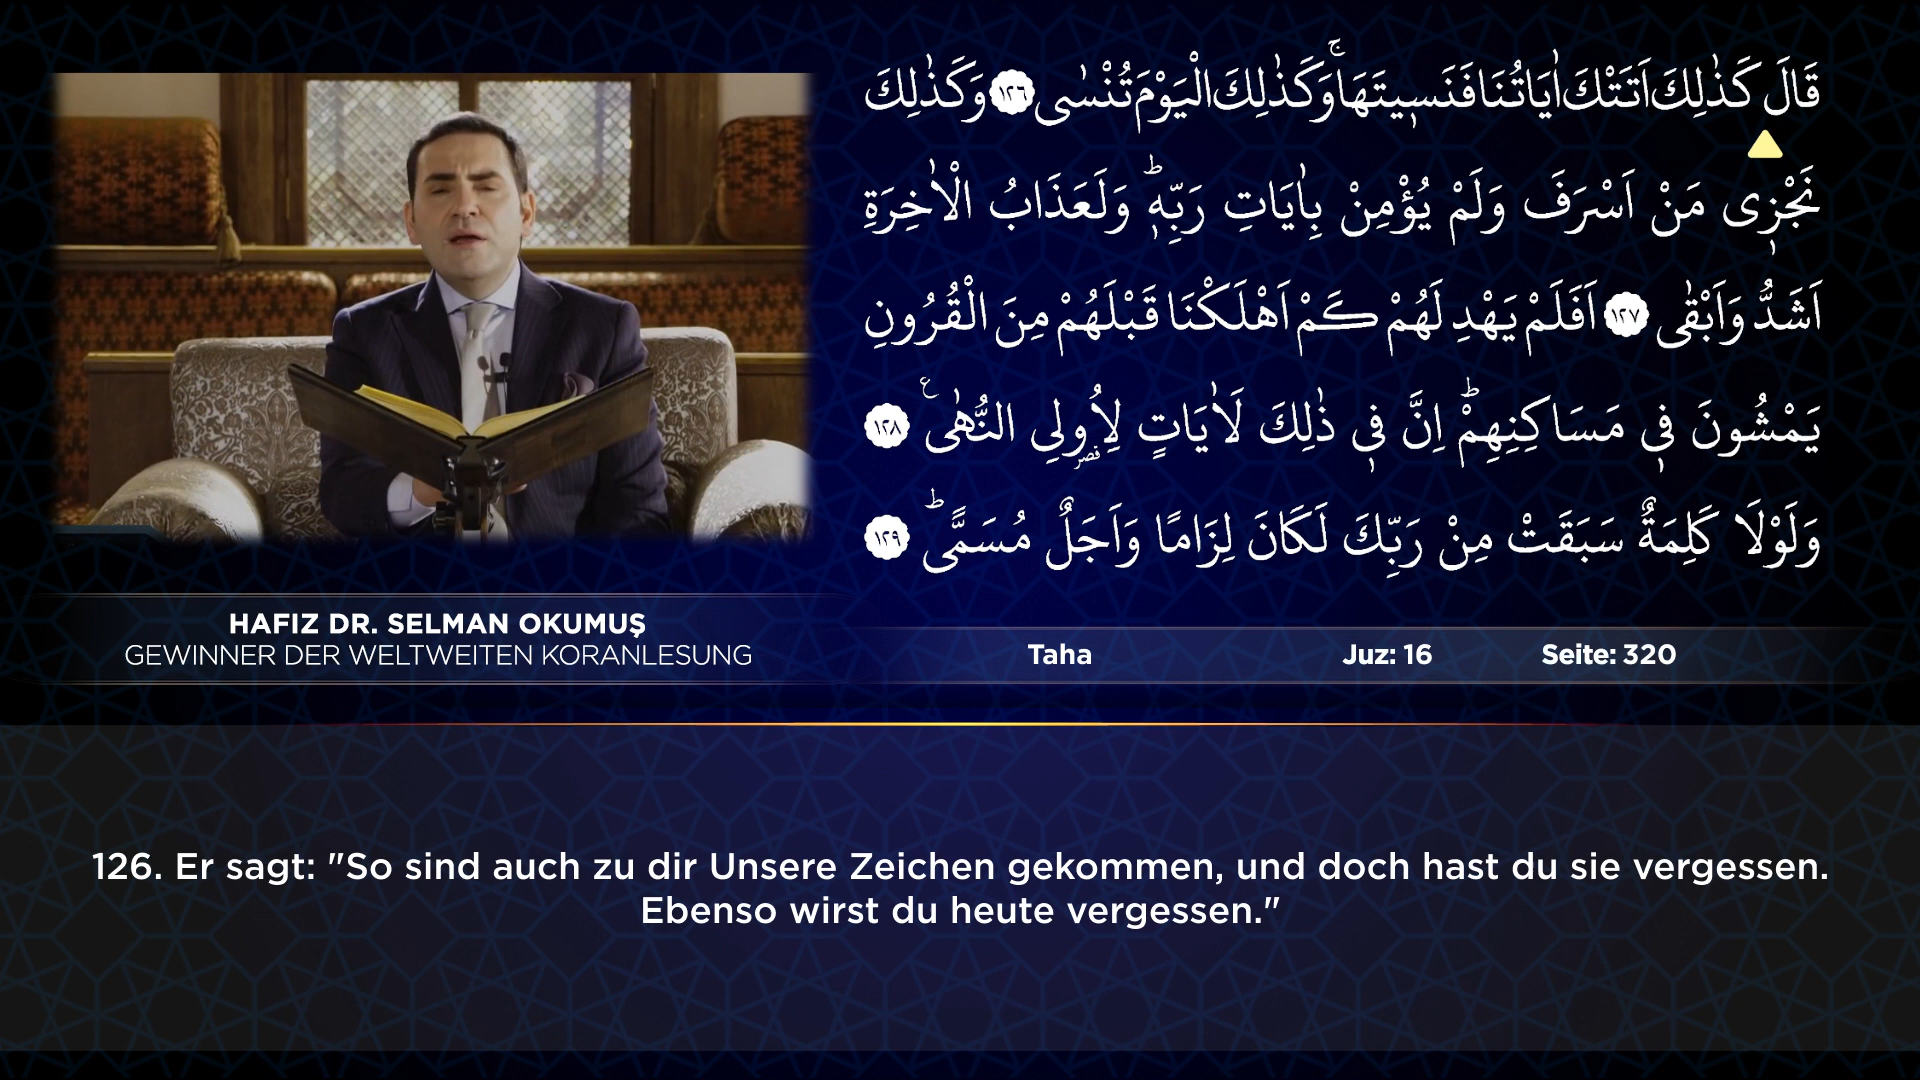 قَالَ كَذٰلِكَ اَتَتْكَ اٰيَاتُنَا فَنَسٖيتَهَاۚ وَكَذٰلِكَ الْيَوْمَ تُنْسٰى ١٢٦ وَكَذٰلِكَ
نَجْزٖى مَنْ اَسْرَفَ وَلَمْ يُؤْمِنْ بِاٰيَاتِ رَبِّهٖؕ وَلَعَذَابُ الْاٰخِرَةِ
اَشَدُّ وَاَبْقٰى ١٢٧ اَفَلَمْ يَهْدِ لَهُمْ كَمْ اَهْلَكْنَا قَبْلَهُمْ مِنَ الْقُرُونِ
يَمْشُونَ فٖى مَسَاكِنِهِمْؕ اِنَّ فٖى ذٰلِكَ لَاٰيَاتٍ لِاُولِى النُّهٰى ع ١٢٨
وَلَوْلَا كَلِمَةٌ سَبَقَتْ مِنْ رَبِّكَ لَكَانَ لِزَامًا وَاَجَلٌ مُسَمًّىؕ ١٢٩
HAFIZ DR. SELMAN OKUMUŞ
GEWINNER DER WELTWEITEN KORANLESUNG
Taha Juz: 16 Seite: 320
126. Er sagt: "So sind auch zu dir Unsere Zeichen gekommen, und doch hast du sie vergessen.
Ebenso wirst du heute vergessen."